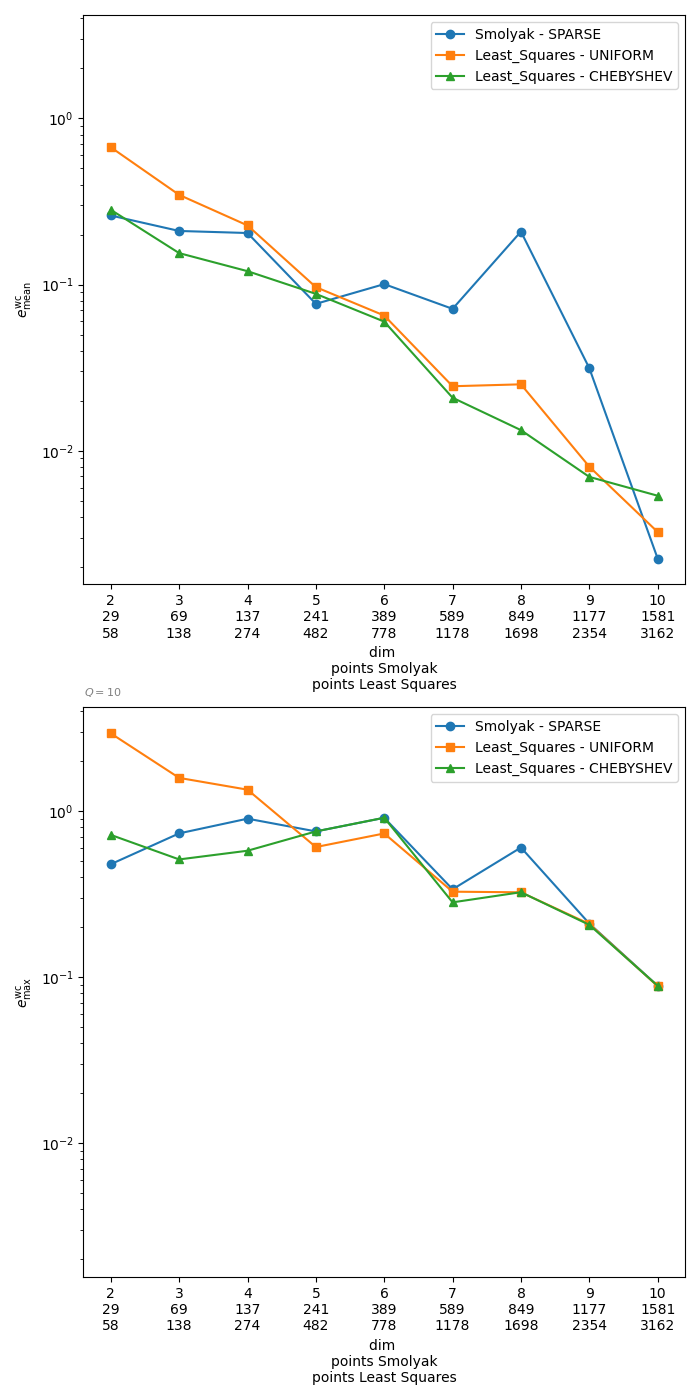 Smolyak - SPARSE
Least_Squares - UNIFORM
Least_Squares - CHEBYSHEV
10⁰
10⁻¹
10⁻²
e^wc_mean
2 3 4 5 6 7 8 9 10
29 69 137 241 389 589 849 1177 1581
58 138 274 482 778 1178 1698 2354 3162
dim
points Smolyak
points Least Squares
Q = 10
Smolyak - SPARSE
Least_Squares - UNIFORM
Least_Squares - CHEBYSHEV
10⁰
10⁻¹
10⁻²
e^wc_max
2 3 4 5 6 7 8 9 10
29 69 137 241 389 589 849 1177 1581
58 138 274 482 778 1178 1698 2354 3162
dim
points Smolyak
points Least Squares